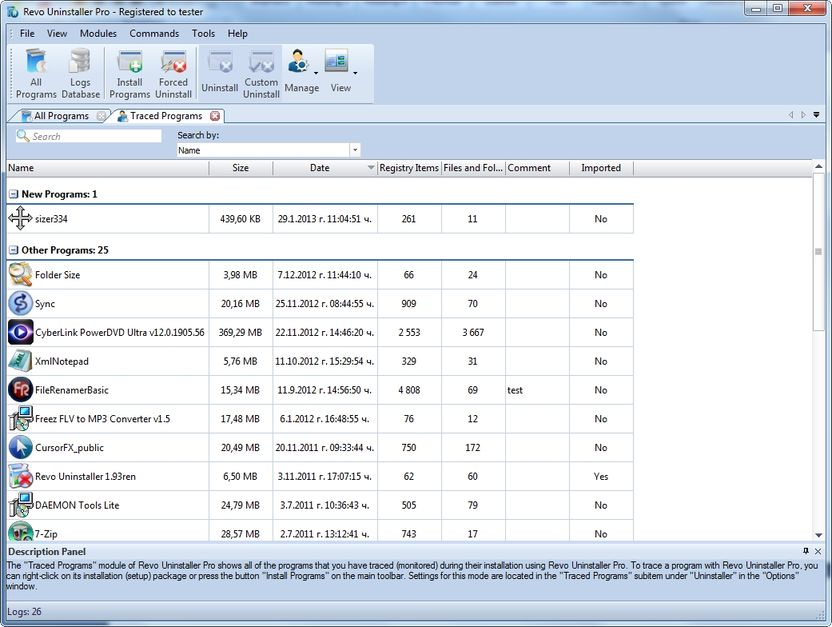 Revo Uninstaller Pro - Registered to tester
File View Modules Commands Tools Help
All Programs Logs Database Install Programs Forced Uninstall Uninstall Custom Uninstall Manage View
All Programs Traced Programs
Search Search by:
Name
Name Size Date Registry Items Files and Fol... Comment Imported
New Programs: 1
sizer334 439,60 KB 29.1.2013 г. 11:04:51 ч. 261 11 No
Other Programs: 25
Folder Size 3,98 MB 7.12.2012 г. 11:44:10 ч. 66 24 No
Sync 20,16 MB 25.11.2012 г. 08:44:55 ч. 909 70 No
CyberLink PowerDVD Ultra v12.0.1905.56 369,29 MB 22.11.2012 г. 14:46:20 ч. 2 553 3 667 No
XmlNotepad 5,76 MB 11.10.2012 г. 15:29:54 ч. 329 31 No
FileRenamerBasic 15,34 MB 11.9.2012 г. 14:56:50 ч. 4 808 69 test No
Freez FLV to MP3 Converter v1.5 17,48 MB 6.1.2012 г. 16:48:55 ч. 76 12 No
CursorFX_public 20,49 MB 20.11.2011 г. 09:33:44 ч. 750 172 No
Revo Uninstaller 1.93ren 6,50 MB 3.11.2011 г. 17:07:15 ч. 62 60 Yes
DAEMON Tools Lite 24,79 MB 3.7.2011 г. 10:36:43 ч. 505 79 No
7-Zip 28,57 MB 2.7.2011 г. 13:12:41 ч. 743 17 No
Description Panel
The "Traced Programs" module of Revo Uninstaller Pro shows all of the programs that you have traced (monitored) during their installation using Revo Uninstaller Pro. To trace a program with Revo Uninstaller Pro, you
can right-click on its installation (setup) package or press the button "Install Programs" on the main toolbar. Settings for this mode are located in the "Traced Programs" subitem under "Uninstaller" in the "Options"
window.
Logs: 26